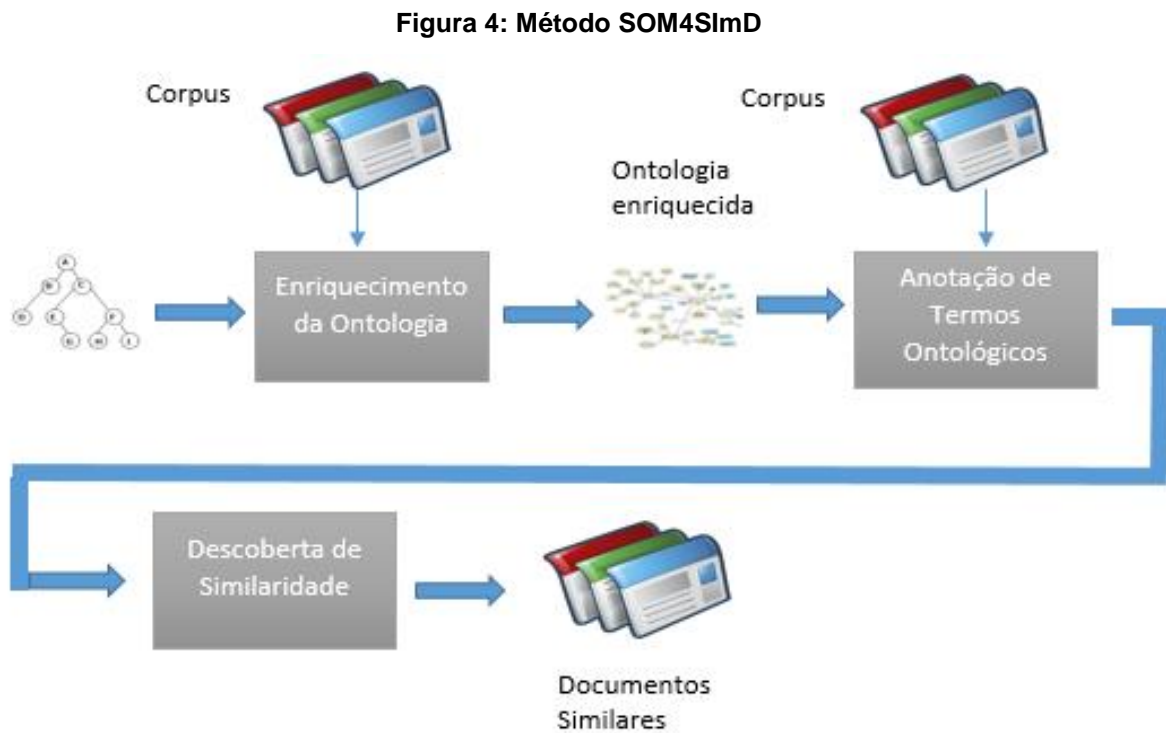 Figura 4: Método SOM4SImD
Corpus
Corpus
Ontologia
enriquecida
A
B
C
D
E
F
G
H
I
Enriquecimento
da Ontologia
Anotação de
Termos
Ontológicos
Descoberta de
Similaridade
Documentos
Similares